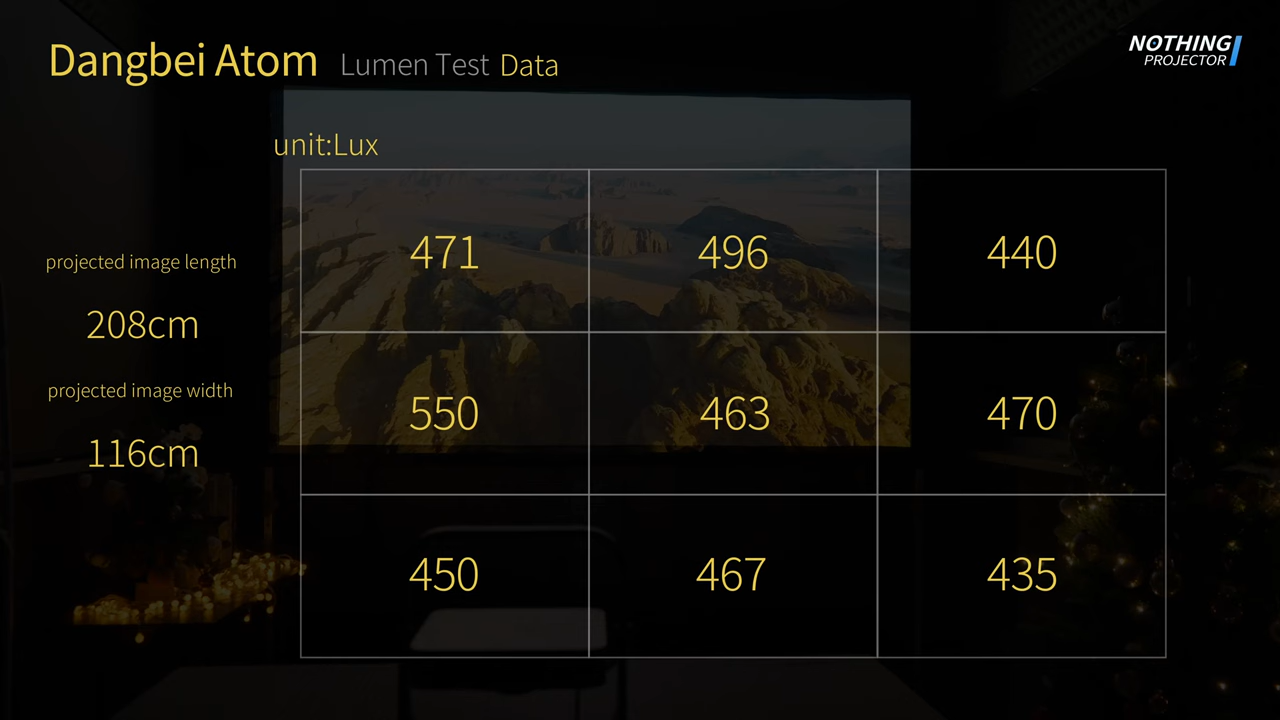 Dangbei Atom Lumen Test Data
NOTHING
PROJECTOR
unit:Lux
471 496 440
projected image length
208cm
projected image width
550 463 470
116cm
450 467 435